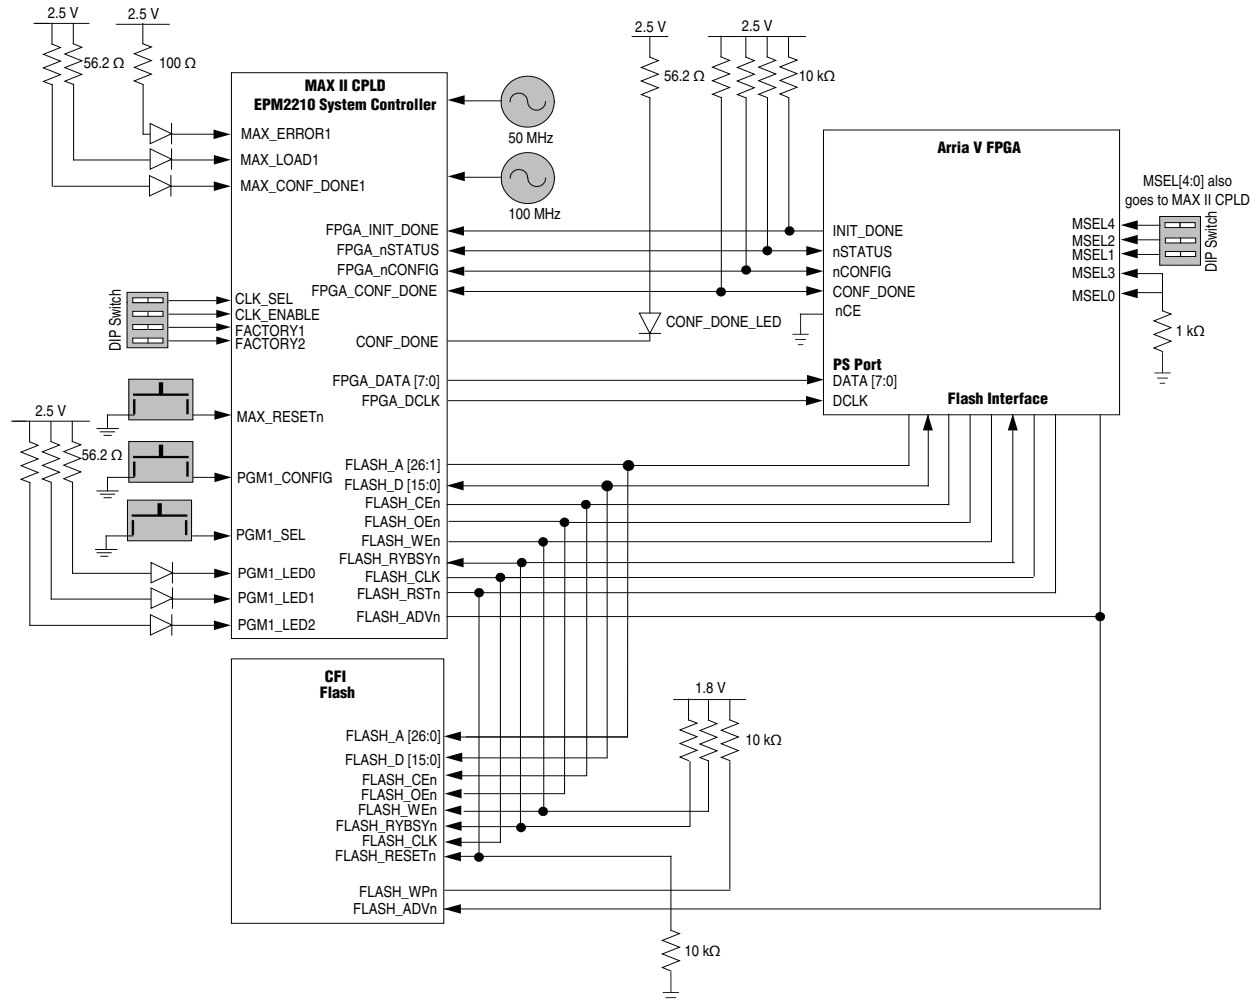 2.5 V
2.5 V
56.2 Ω
100 Ω
2.5 V
2.5 V
56.2 Ω
10 kΩ
MAX II CPLD
EPM2210 System Controller
50 MHz
100 MHz
MAX_ERROR1
MAX_LOAD1
MAX_CONF_DONE1
Arria V FPGA
MSEL[4:0] also
goes to MAX II CPLD
MSEL4
MSEL2
MSEL1
MSEL3
MSEL0
DIP Switch
1 kΩ
FPGA_INIT_DONE
FPGA_nSTATUS
FPGA_nCONFIG
FPGA_CONF_DONE
INIT_DONE
nSTATUS
nCONFIG
CONF_DONE
nCE
DIP Switch
CLK_SEL
CLK_ENABLE
FACTORY1
FACTORY2
CONF_DONE
CONF_DONE_LED
PS Port
FPGA_DATA [7:0]
FPGA_DCLK
DATA [7:0]
DCLK
Flash Interface
MAX_RESETn
2.5 V
56.2 Ω
PGM1_CONFIG
PGM1_SEL
PGM1_LED0
PGM1_LED1
PGM1_LED2
FLASH_A [26:1]
FLASH_D [15:0]
FLASH_CEn
FLASH_OEn
FLASH_WEn
FLASH_RYBSYn
FLASH_CLK
FLASH_RSTn
FLASH_ADVn
CFI
Flash
1.8 V
10 kΩ
FLASH_A [26:0]
FLASH_D [15:0]
FLASH_CEn
FLASH_OEn
FLASH_WEn
FLASH_RYBSYn
FLASH_CLK
FLASH_RESETn
FLASH_WPn
FLASH_ADVn
10 kΩ